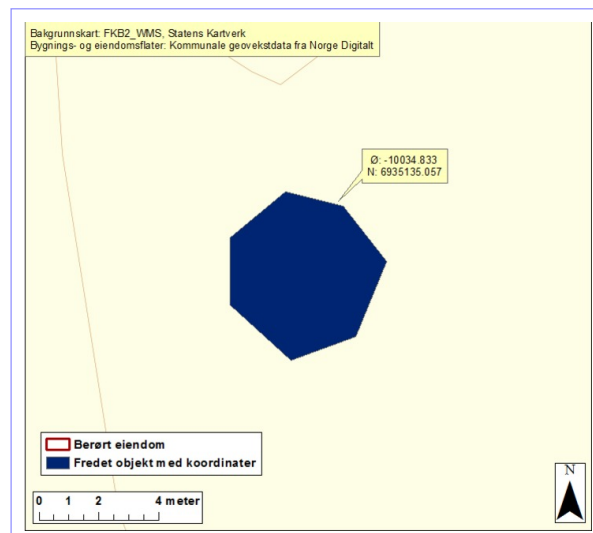 Bakgrunnskart: FKB2_WMS, Statens Kartverk
Bygnings- og eiendomsflater: Kommunale geovekstdata fra Norge Digitalt
Ø: -10034.833
N: 6935135.057
Berørt eiendom
Fredet objekt med koordinater
0 1 2 4 meter
N